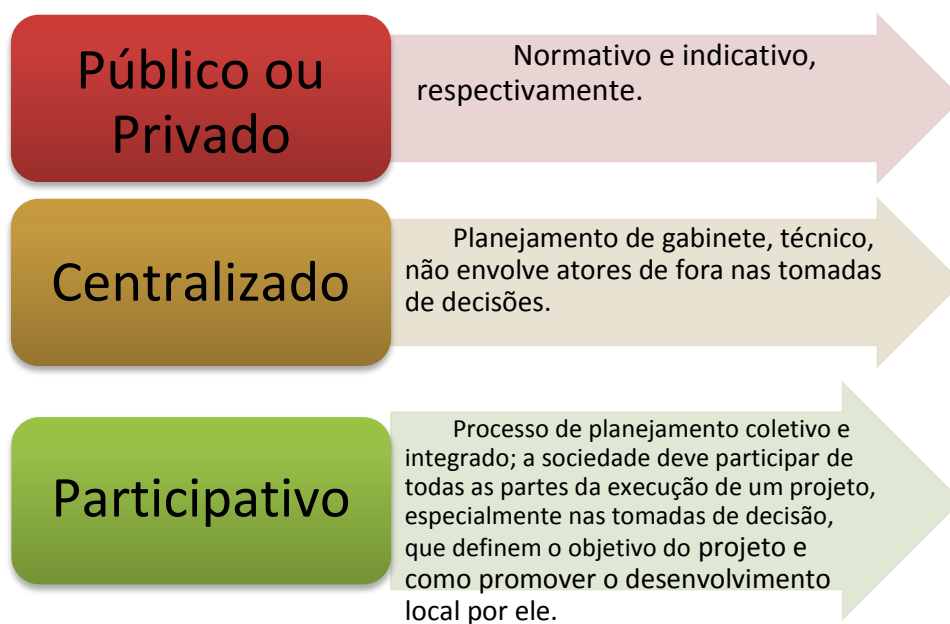 Público ou
Privado
Normativo e indicativo,
respectivamente.
Centralizado
Planejamento de gabinete, técnico,
não envolve atores de fora nas tomadas
de decisões.
Participativo
Processo de planejamento coletivo e
integrado; a sociedade deve participar de
todas as partes da execução de um projeto,
especialmente nas tomadas de decisão,
que definem o objetivo do projeto e
como promover o desenvolvimento
local por ele.